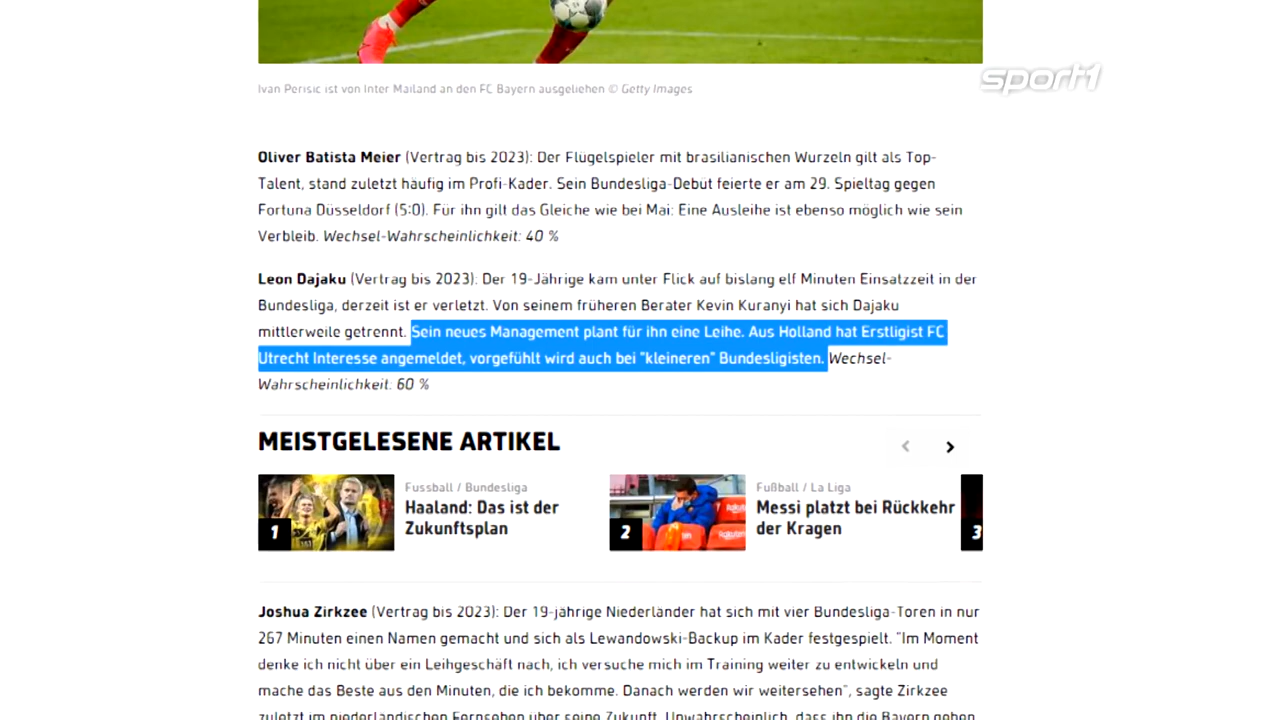 sport1
Ivan Perisic ist von Inter Mailand an den FC Bayern ausgeliehen © Getty Images
Oliver Batista Meier (Vertrag bis 2023): Der Flügelspieler mit brasilianischen Wurzeln gilt als Top-
Talent, stand zuletzt häufig im Profi-Kader. Sein Bundesliga-Debüt feierte er am 29. Spieltag gegen
Fortuna Düsseldorf (5:0). Für ihn gilt das Gleiche wie bei Mai: Eine Ausleihe ist ebenso möglich wie sein
Verbleib. Wechsel-Wahrscheinlichkeit: 40 %
Leon Dajaku (Vertrag bis 2023): Der 19-Jährige kam unter Flick auf bislang elf Minuten Einsatzzeit in der
Bundesliga, derzeit ist er verletzt. Von seinem früheren Berater Kevin Kuranyi hat sich Dajaku
mittlerweile getrennt. Sein neues Management plant für ihn eine Leihe. Aus Holland hat Erstligist FC
Utrecht Interesse angemeldet, vorgefühlt wird auch bei "kleineren" Bundesligisten. Wechsel-
Wahrscheinlichkeit: 60 %
MEISTGELESENE ARTIKEL
1
Fussball / Bundesliga
Haaland: Das ist der
Zukunftsplan
2
Fußball / La Liga
Messi platzt bei Rückkehr
der Kragen
3
Joshua Zirkzee (Vertrag bis 2023): Der 19-jährige Niederländer hat sich mit vier Bundesliga-Toren in nur
267 Minuten einen Namen gemacht und sich als Lewandowski-Backup im Kader festgespielt. "Im Moment
denke ich nicht über ein Leihgeschäft nach, ich versuche mich im Training weiter zu entwickeln und
mache das Beste aus den Minuten, die ich bekomme. Danach werden wir weitersehen", sagte Zirkzee
zuletzt im niederländischen Fernsehen über seine Zukunft. Unwahrscheinlich, dass ihn die Bayern gehen